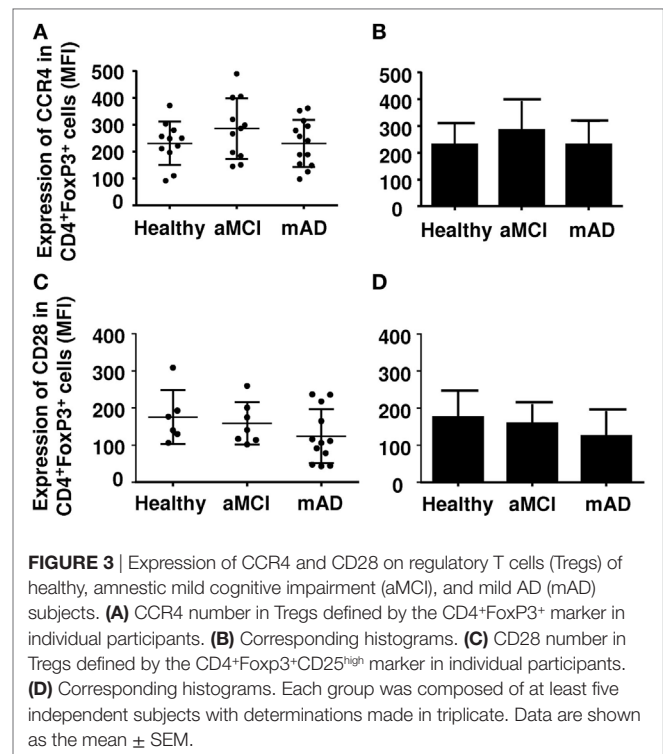 A
B
Expression of CCR4 in
CD4⁺FoxP3⁺ cells (MFI)
500
400
300
200
100
0
Healthy aMCI mAD
500
400
300
200
100
0
Healthy aMCI mAD
C
D
Expression of CD28 in
CD4⁺FoxP3⁺ cells (MFI)
400
300
200
100
0
Healthy aMCI mAD
400
300
200
100
0
Healthy aMCI mAD
FIGURE 3 | Expression of CCR4 and CD28 on regulatory T cells (Tregs) of
healthy, amnestic mild cognitive impairment (aMCI), and mild AD (mAD)
subjects. (A) CCR4 number in Tregs defined by the CD4⁺FoxP3⁺ marker in
individual participants. (B) Corresponding histograms. (C) CD28 number in
Tregs defined by the CD4⁺Foxp3⁺CD25ʰⁱᵍʰ marker in individual participants.
(D) Corresponding histograms. Each group was composed of at least five
independent subjects with determinations made in triplicate. Data are shown
as the mean ± SEM.